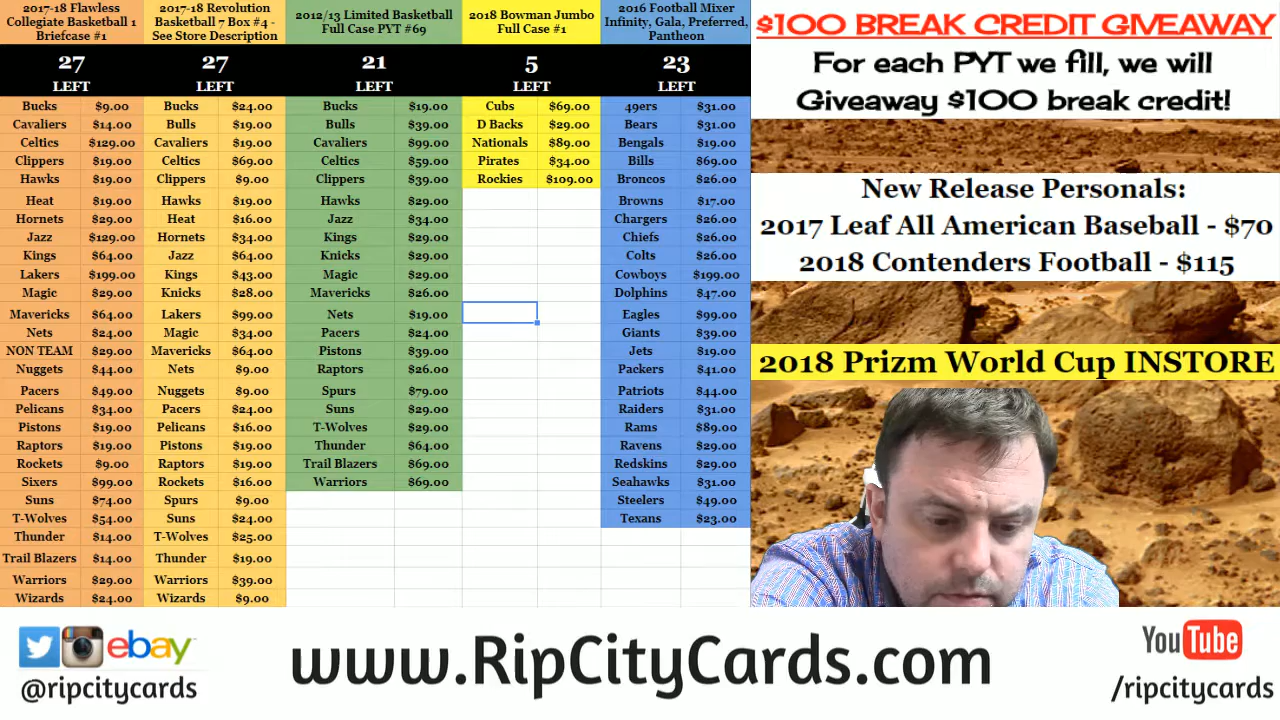 2017-18 Flawless
Collegiate Basketball 1
Briefcase #1
27
LEFT
Bucks $9.00
Cavaliers $14.00
Celtics $129.00
Clippers $19.00
Hawks $19.00
Heat $19.00
Hornets $29.00
Jazz $129.00
Kings $64.00
Lakers $199.00
Magic $29.00
Mavericks $64.00
Nets $24.00
NON TEAM $29.00
Nuggets $44.00
Pacers $49.00
Pelicans $34.00
Pistons $19.00
Raptors $19.00
Rockets $9.00
Sixers $99.00
Suns $74.00
T-Wolves $54.00
Thunder $14.00
Trail Blazers $14.00
Warriors $29.00
Wizards $24.00
2017-18 Revolution
Basketball 7 Box #4 -
See Store Description
27
LEFT
Bucks $24.00
Bulls $19.00
Cavaliers $19.00
Celtics $69.00
Clippers $9.00
Hawks $19.00
Heat $16.00
Hornets $34.00
Jazz $64.00
Kings $43.00
Knicks $28.00
Lakers $99.00
Magic $34.00
Mavericks $64.00
Nets $9.00
Nuggets $9.00
Pacers $24.00
Pelicans $16.00
Pistons $19.00
Raptors $19.00
Rockets $16.00
Spurs $9.00
Suns $24.00
T-Wolves $25.00
Thunder $19.00
Warriors $39.00
Wizards $9.00
2012/13 Limited Basketball
Full Case PYT #69
21
LEFT
Bucks $19.00
Bulls $39.00
Cavaliers $99.00
Celtics $59.00
Clippers $39.00
Hawks $29.00
Jazz $34.00
Kings $29.00
Knicks $29.00
Magic $29.00
Mavericks $26.00
Nets $19.00
Pacers $24.00
Pistons $39.00
Raptors $26.00
Spurs $79.00
Suns $29.00
T-Wolves $29.00
Thunder $64.00
Trail Blazers $69.00
Warriors $69.00
2018 Bowman Jumbo
Full Case #1
5
LEFT
Cubs $69.00
D Backs $29.00
Nationals $89.00
Pirates $34.00
Rockies $109.00
2016 Football Mixer
Infinity, Gala, Preferred,
Pantheon
23
LEFT
49ers $31.00
Bears $31.00
Bengals $19.00
Bills $69.00
Broncos $26.00
Browns $17.00
Chargers $26.00
Chiefs $26.00
Colts $26.00
Cowboys $199.00
Dolphins $47.00
Eagles $99.00
Giants $39.00
Jets $19.00
Packers $41.00
Patriots $44.00
Raiders $31.00
Rams $89.00
Ravens $29.00
Redskins $29.00
Seahawks $31.00
Steelers $49.00
Texans $23.00
$100 BREAK CREDIT GIVEAWAY
For each PYT we fill, we will
Giveaway $100 break credit!
New Release Personals:
2017 Leaf All American Baseball - $70
2018 Contenders Football - $115
2018 Prizm World Cup INSTORE
ebay
@ripcitycards
www.RipCityCards.com
YouTube
/ripcitycards